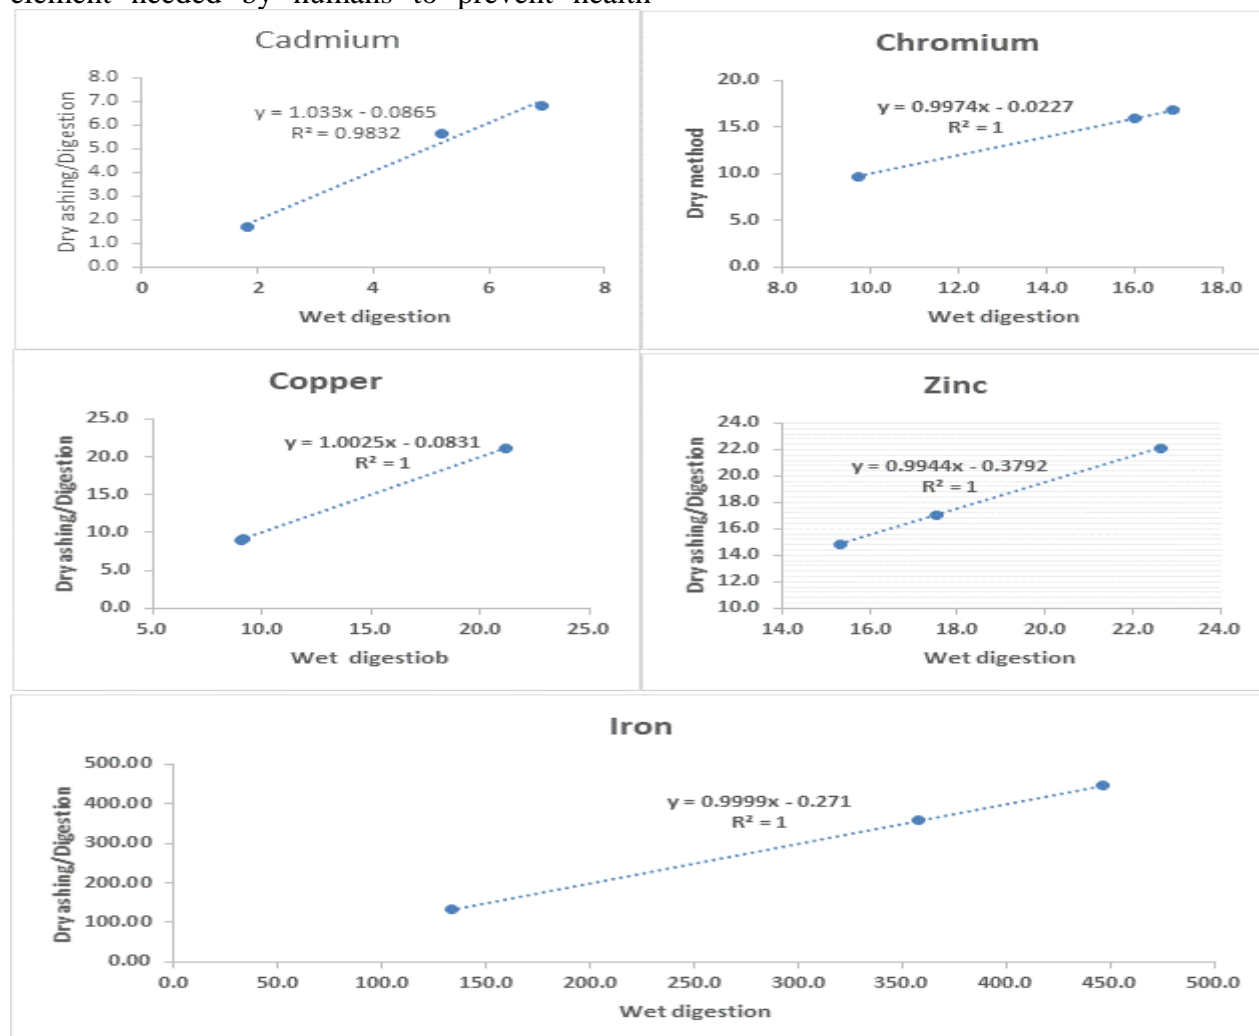 element needed by humans to prevent health
Cadmium
8.0
7.0
6.0
5.0
4.0
3.0
2.0
1.0
0.0
Dry ashing/Digestion
y = 1.033x - 0.0865
R² = 0.9832
0 2 4 6 8
Wet digestion
Chromium
20.0
15.0
10.0
5.0
0.0
Dry method
y = 0.9974x - 0.0227
R² = 1
8.0 10.0 12.0 14.0 16.0 18.0
Wet digestion
Copper
25.0
20.0
15.0
10.0
5.0
0.0
Dry ashing/Digestion
y = 1.0025x - 0.0831
R² = 1
5.0 10.0 15.0 20.0 25.0
Wet digestiob
Zinc
24.0
22.0
20.0
18.0
16.0
14.0
12.0
10.0
Dry ashing/Digestion
y = 0.9944x - 0.3792
R² = 1
14.0 16.0 18.0 20.0 22.0 24.0
Wet digestion
Iron
500.00
400.00
300.00
200.00
100.00
0.00
Dry ashing/Digestion
y = 0.9999x - 0.271
R² = 1
0.0 50.0 100.0 150.0 200.0 250.0 300.0 350.0 400.0 450.0 500.0
Wet digestion